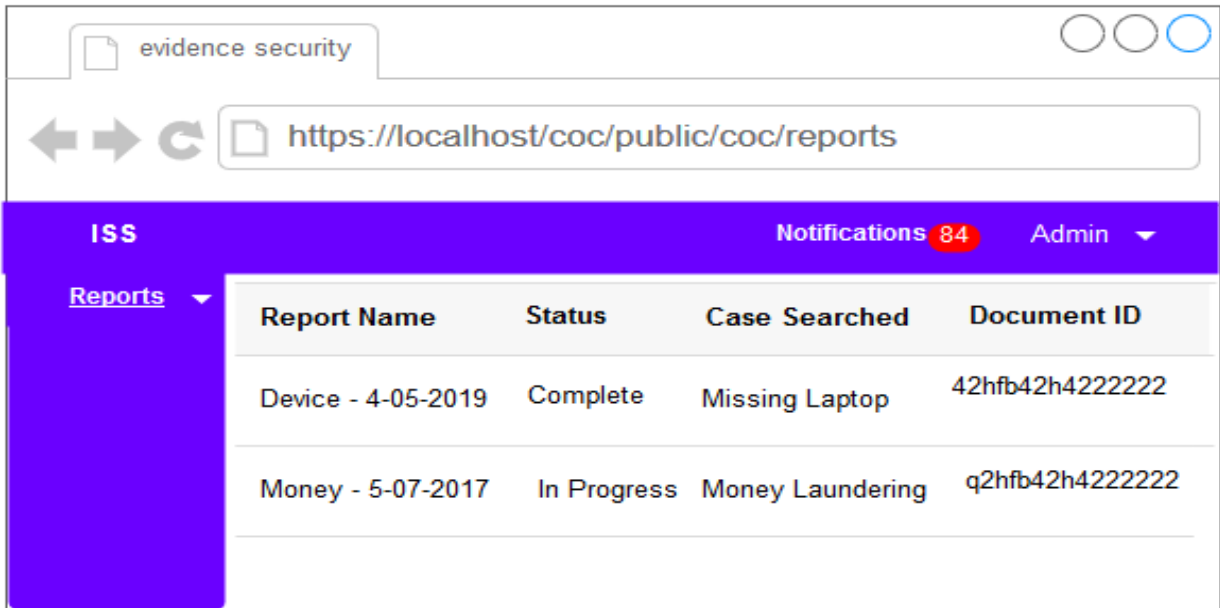 evidence security
https://localhost/coc/public/coc/reports
ISS Notifications 84 Admin
Reports
Report Name Status Case Searched Document ID
Device - 4-05-2019 Complete Missing Laptop 42hfb42h4222222
Money - 5-07-2017 In Progress Money Laundering q2hfb42h4222222